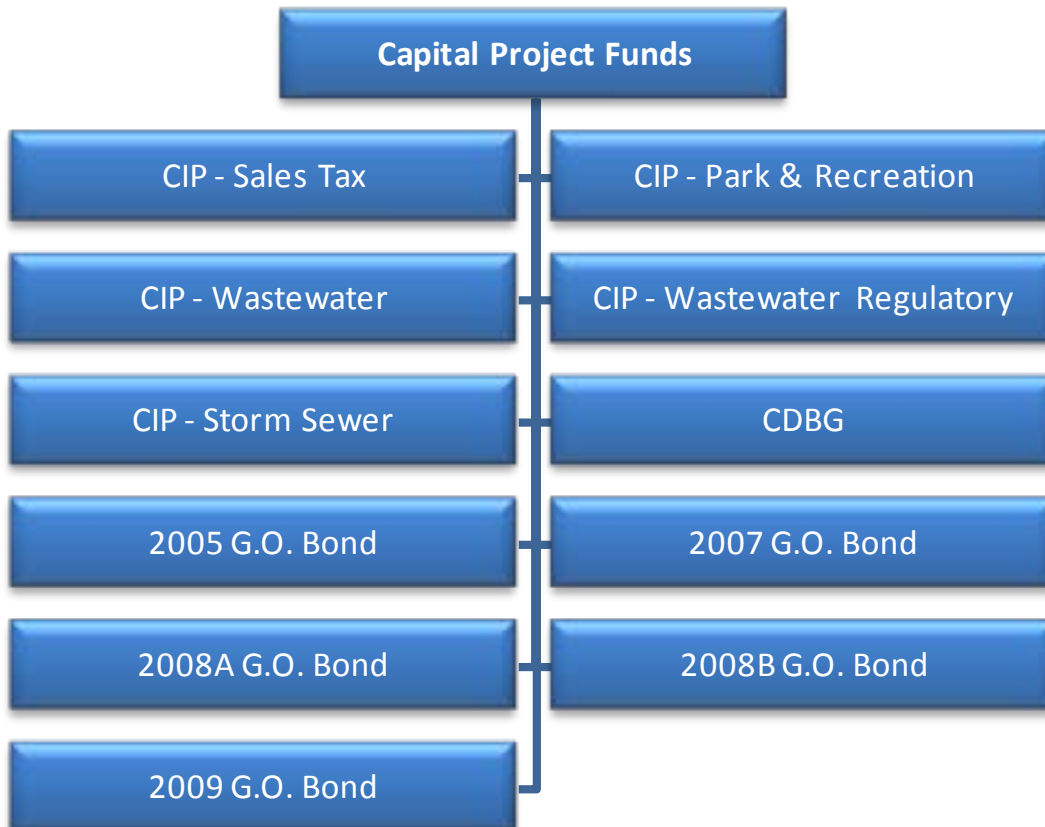 Capital Project Funds
CIP - Sales Tax
CIP - Park & Recreation
CIP - Wastewater
CIP - Wastewater Regulatory
CIP - Storm Sewer
CDBG
2005 G.O. Bond
2007 G.O. Bond
2008A G.O. Bond
2008B G.O. Bond
2009 G.O. Bond